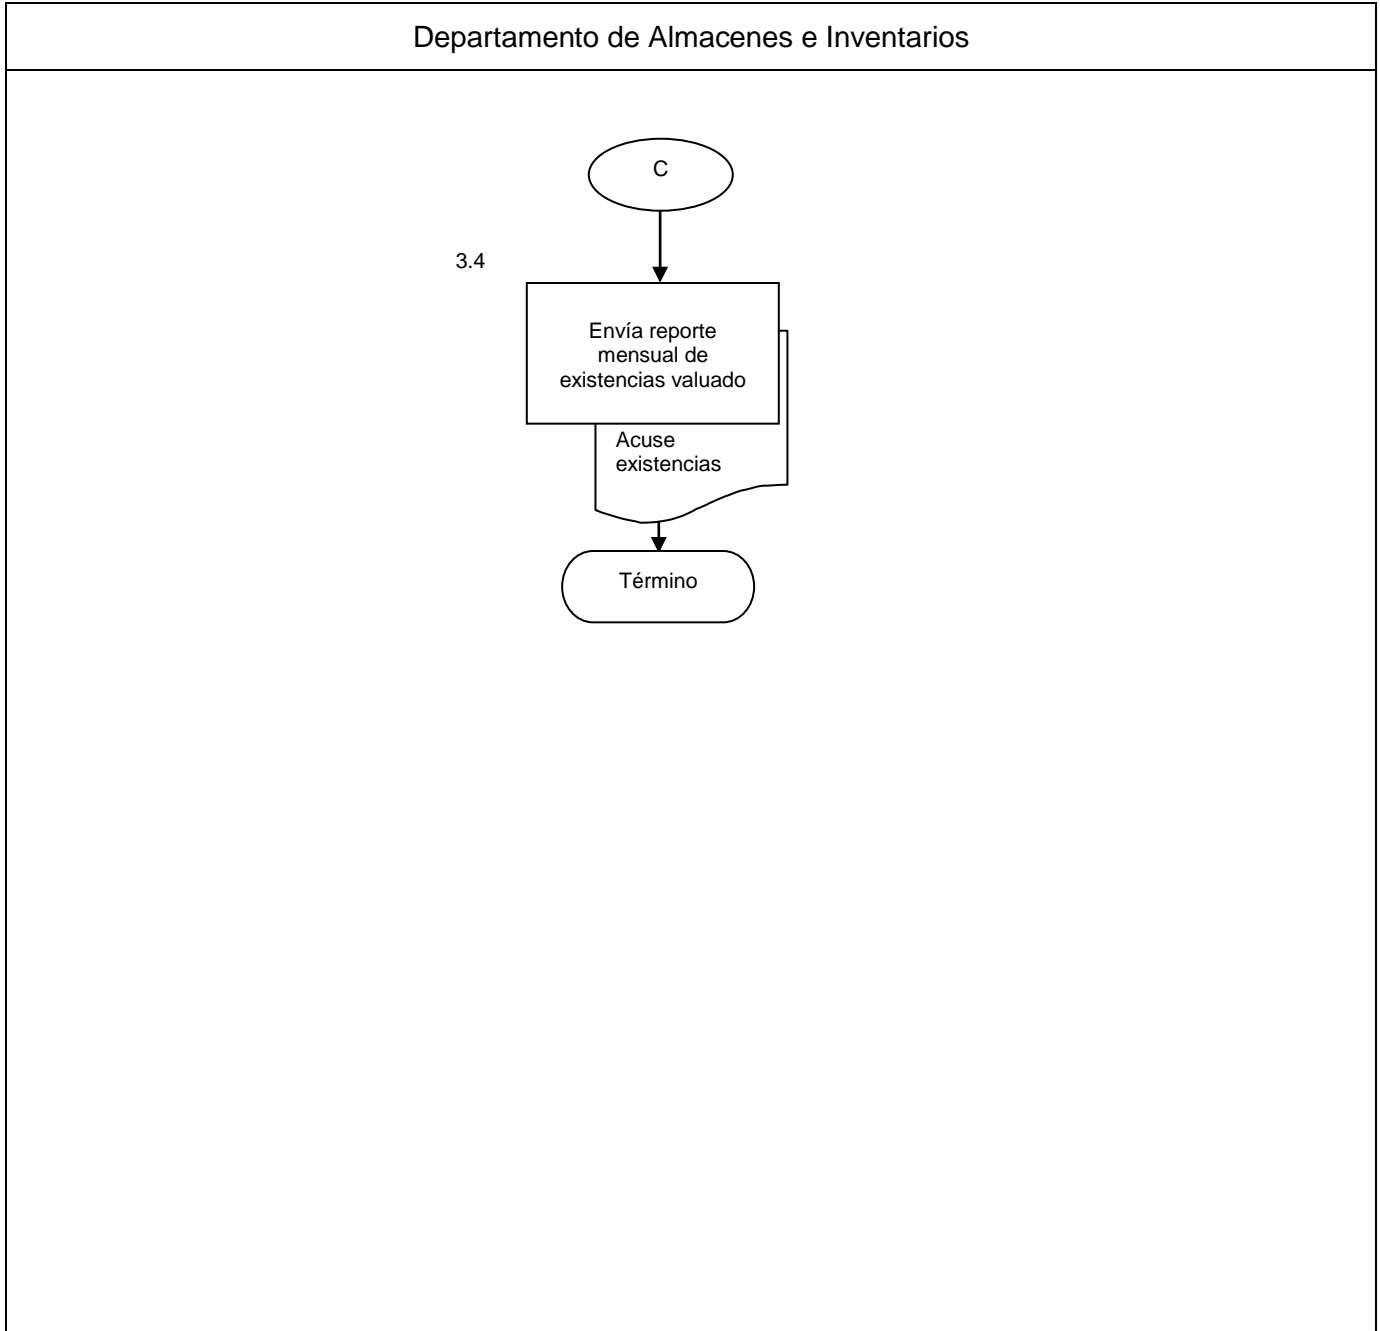 Departamento de Almacenes e Inventarios
C
3.4
Envía reporte
mensual de
existencias valuado
Acuse
existencias
Término